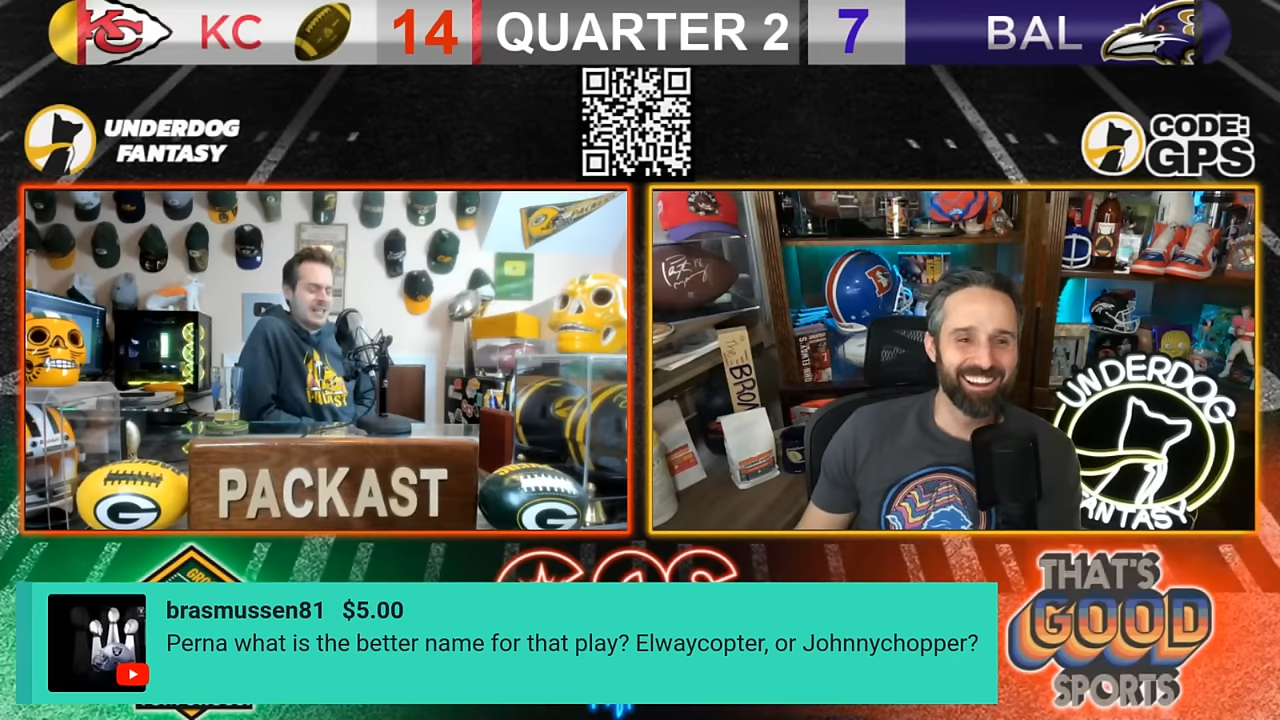 KC
14
QUARTER 2
7
BAL
UNDERDOG
FANTASY
CODE:
GPS
PACKAST
G
G
UNDERDOG
FANTASY
brasmussen81 $5.00
Perna what is the better name for that play? Elwaycopter, or Johnnychopper?
THAT'S
GOOD
SPORTS